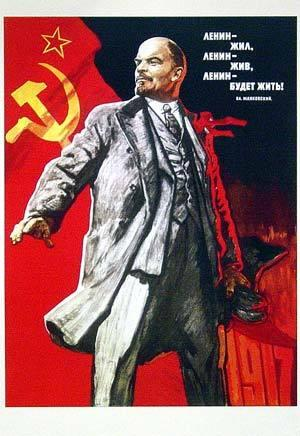 ЛЕНИН–
ЖИЛ,
ЛЕНИН–
ЖИВ,
ЛЕНИН–
БУДЕТ ЖИТЬ!
ВЛ. МАЯКОВСКИЙ.
1917